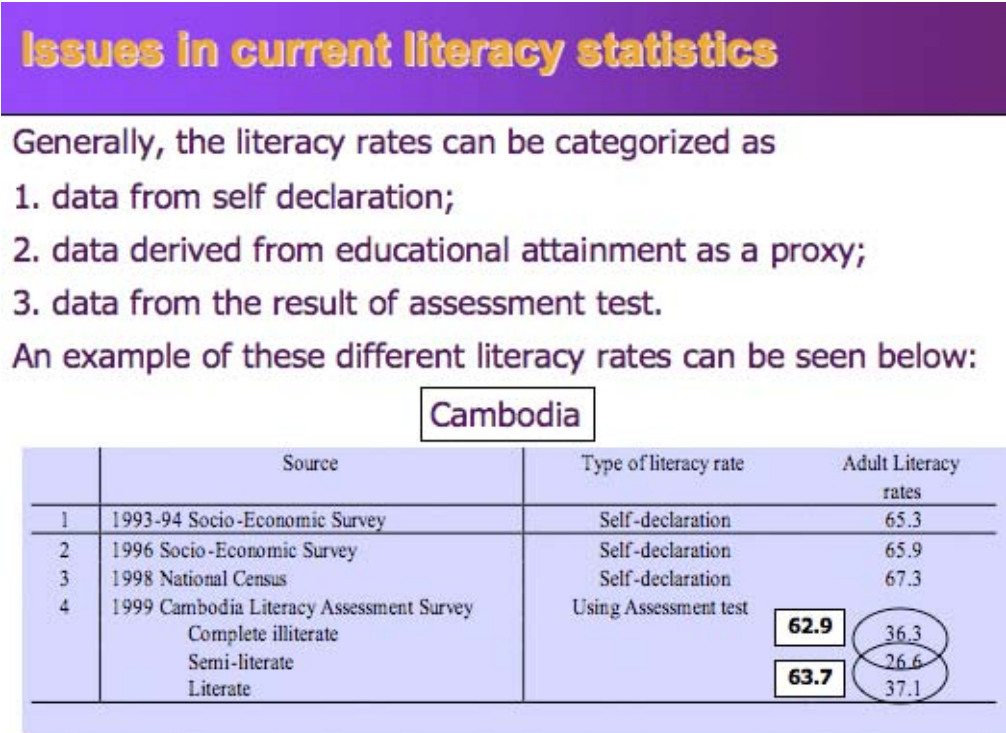 Issues in current literacy statistics
Generally, the literacy rates can be categorized as
1. data from self declaration;
2. data derived from educational attainment as a proxy;
3. data from the result of assessment test.
An example of these different literacy rates can be seen below:
Cambodia
Source Type of literacy rate Adult Literacy
rates
1 1993-94 Socio-Economic Survey Self-declaration 65.3
2 1996 Socio-Economic Survey Self-declaration 65.9
3 1998 National Census Self-declaration 67.3
4 1999 Cambodia Literacy Assessment Survey Using Assessment test
Complete illiterate 62.9 36.3
Semi-literate 26.6
Literate 63.7 37.1